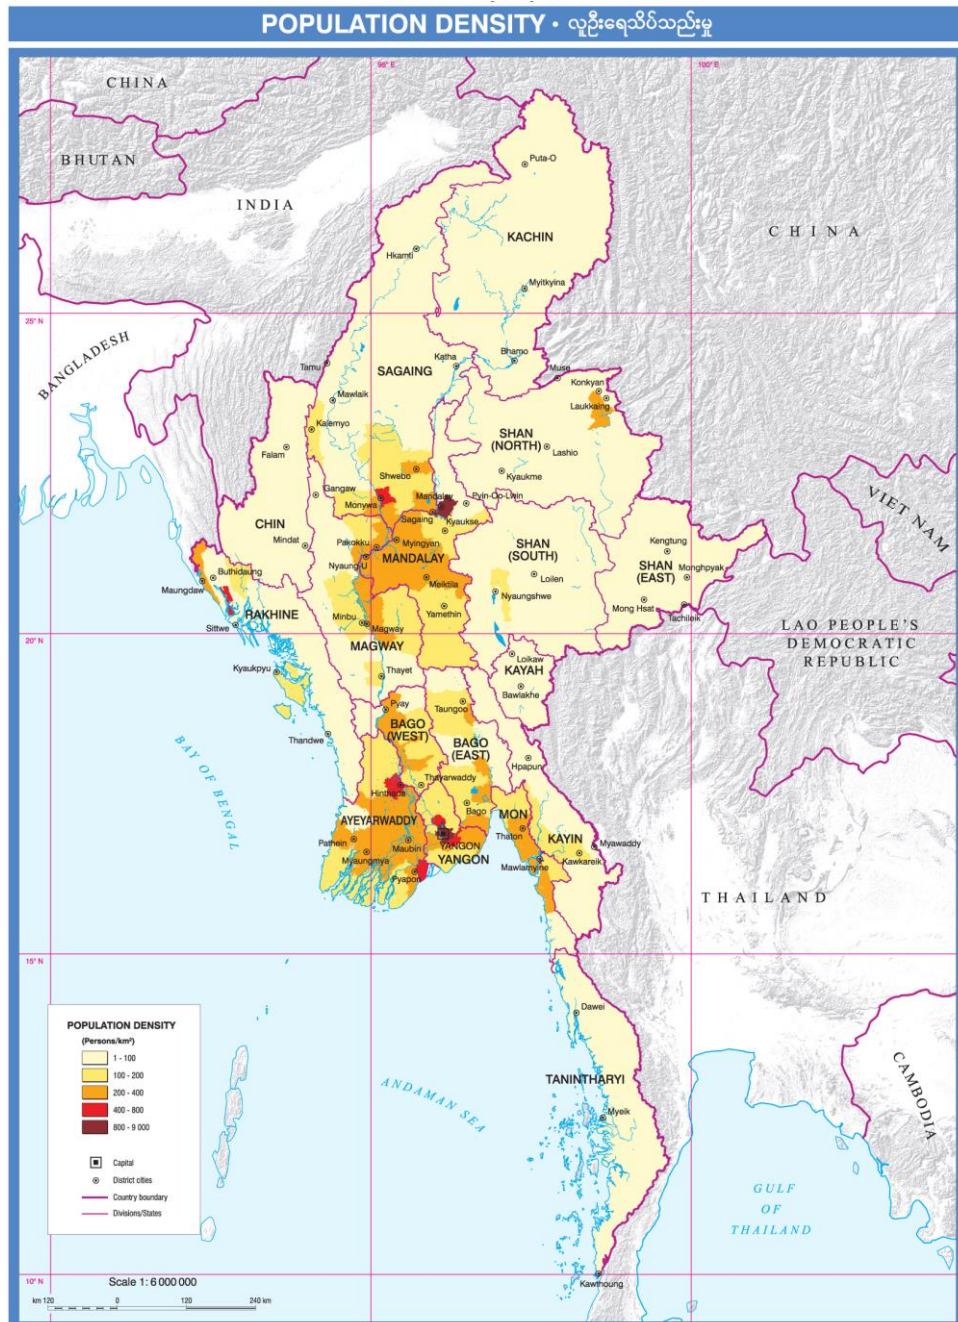 POPULATION DENSITY • လူဦးရေသိပ်သည်းမှု
95° E
100° E
CHINA
BHUTAN
INDIA
Puta-O
KACHIN
CHINA
Hkamti
Myitkyina
25° N
BANGLADESH
Tamu
Katha
Bhamo
Muse
SAGAING
Konkyan
Laukkaing
Mawlaik
Kalemyo
SHAN
(NORTH)
Lashio
Falam
Shwebo
Kyaukme
Gangaw
Monywa
Mandalay
Pyin-Oo-Lwin
VIET NAM
Sagaing
Kyaukse
CHIN
Mindat
Pakokku
Myingyan
SHAN
(SOUTH)
Kengtung
Nyaung-U
MANDALAY
SHAN
(EAST)
Monghpyak
Buthidaung
Meiktila
Loilen
Maungdaw
Nyaungshwe
Mong Hsat
Tachileik
RAKHINE
Minbu
Yamethin
Sittwe
Magway
20° N
LAO PEOPLE'S
DEMOCRATIC
REPUBLIC
MAGWAY
Loikaw
Kyaukpyu
Thayet
KAYAH
Bawlakhe
Pyay
Taungoo
BAGO
(WEST)
Thandwe
BAGO
(EAST)
Hpapun
BAY OF BENGAL
Hinthada
Thayarwaddy
Bago
MON
AYEYARWADDY
Thaton
KAYIN
Pathein
Maubin
YANGON
Myawaddy
Myaungmya
YANGON
Mawlamyine
Kawkareik
Pyapon
THAILAND
15° N
Dawei
POPULATION DENSITY
(Persons/km²)
1 - 100
100 - 200
200 - 400
400 - 800
800 - 9 000
Capital
District cities
Country boundary
Divisions/States
ANDAMAN SEA
TANINTHARYI
Myeik
CAMBODIA
GULF
OF
THAILAND
10° N
Scale 1: 6 000 000
Kawthoung
km 120 0 120 240 km